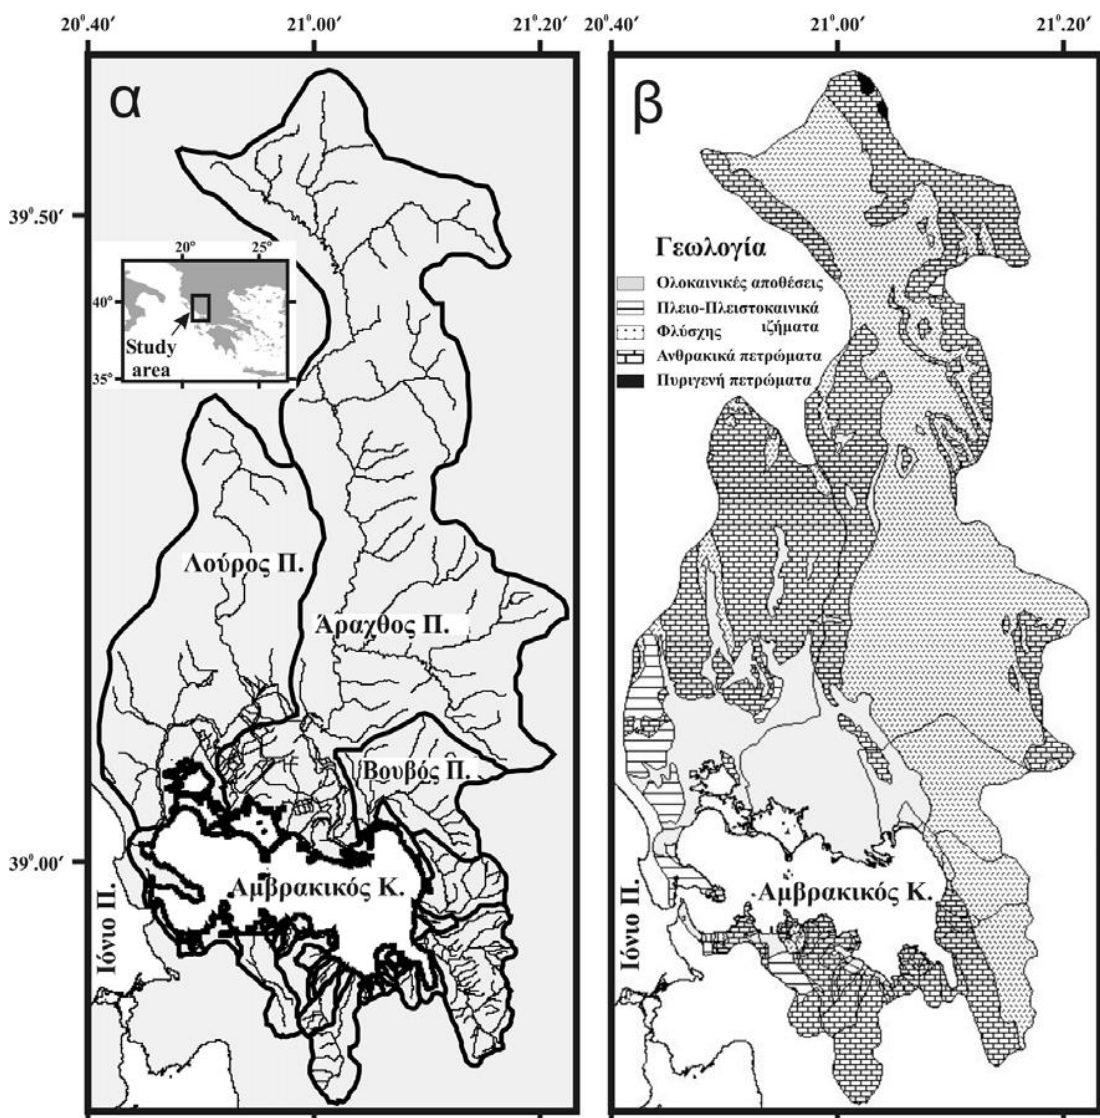 20°.40′ 21°.00′ 21°.20′ 21°.00′ 21°.20′
α
β
39°.50′
20° 25°
40°
35°
Study
area
Γεωλογία
Ολοκαινικές αποθέσεις
Πλειο-Πλειστοκαινικά
ιζήματα
Φλύσχης
Ανθρακικά πετρώματα
Πυριγενή πετρώματα
Λούρος Π.
Άραχθος Π.
Βουβός Π.
39°.00′
Αμβρακικός Κ.
Αμβρακικός Κ.
Ιόνιο Π.
Ιόνιο Π.
20°.40′